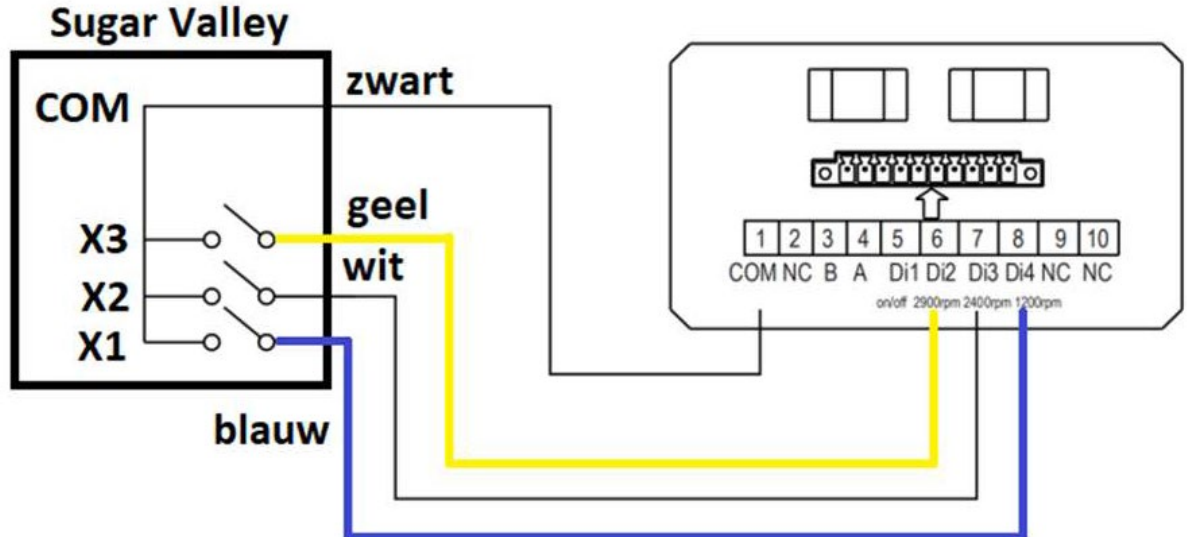 Sugar Valley
COM
zwart
X3
geel
X2
wit
X1
blauw
1 2 3 4 5 6 7 8 9 10
COM NC B A Di1 Di2 Di3 Di4 NC NC
on/off 2900rpm 2400rpm 1200rpm